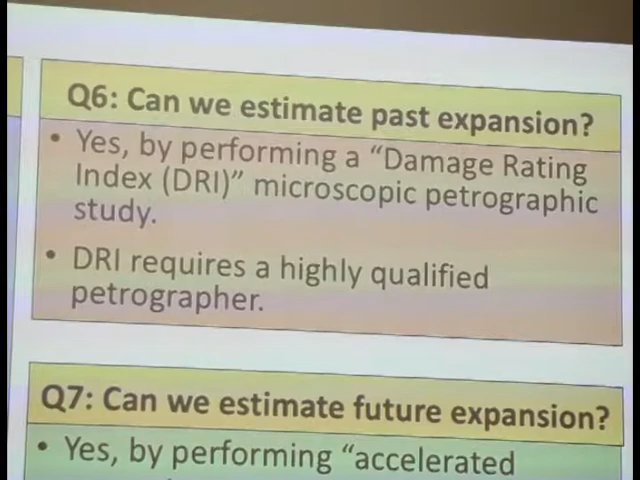 Q6: Can we estimate past expansion?
• Yes, by performing a “Damage Rating
Index (DRI)” microscopic petrographic
study.
• DRI requires a highly qualified
petrographer.
Q7: Can we estimate future expansion?
• Yes, by performing “accelerated